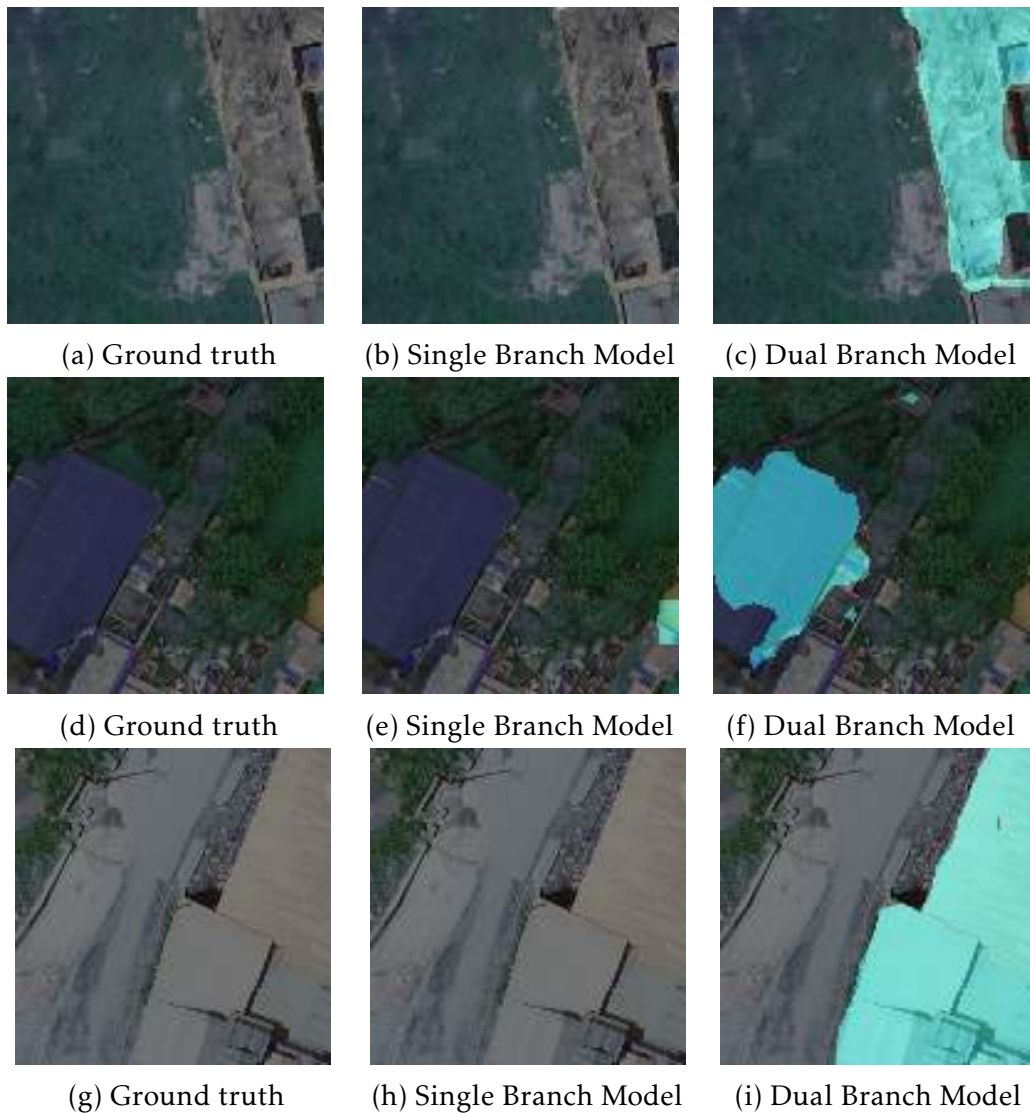 (a) Ground truth
(b) Single Branch Model
(c) Dual Branch Model
(d) Ground truth
(e) Single Branch Model
(f) Dual Branch Model
(g) Ground truth
(h) Single Branch Model
(i) Dual Branch Model